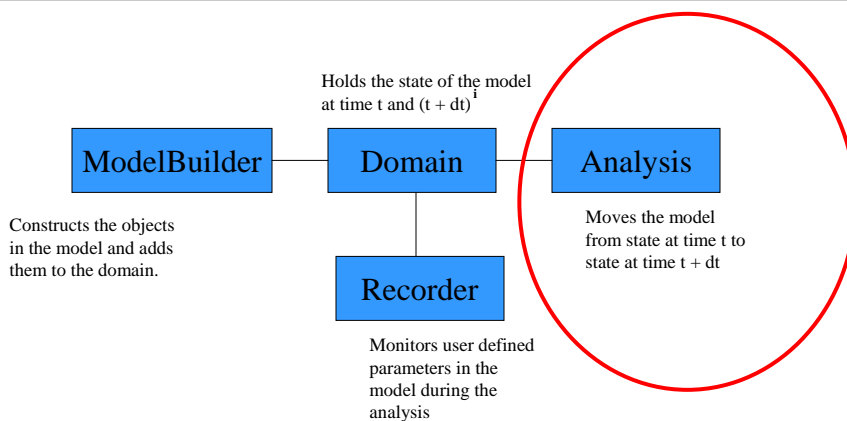 Holds the state of the model
at time t and (t + dt)^i
ModelBuilder
Domain
Analysis
Constructs the objects
in the model and adds
them to the domain.
Moves the model
from state at time t to
state at time t + dt
Recorder
Monitors user defined
parameters in the
model during the
analysis